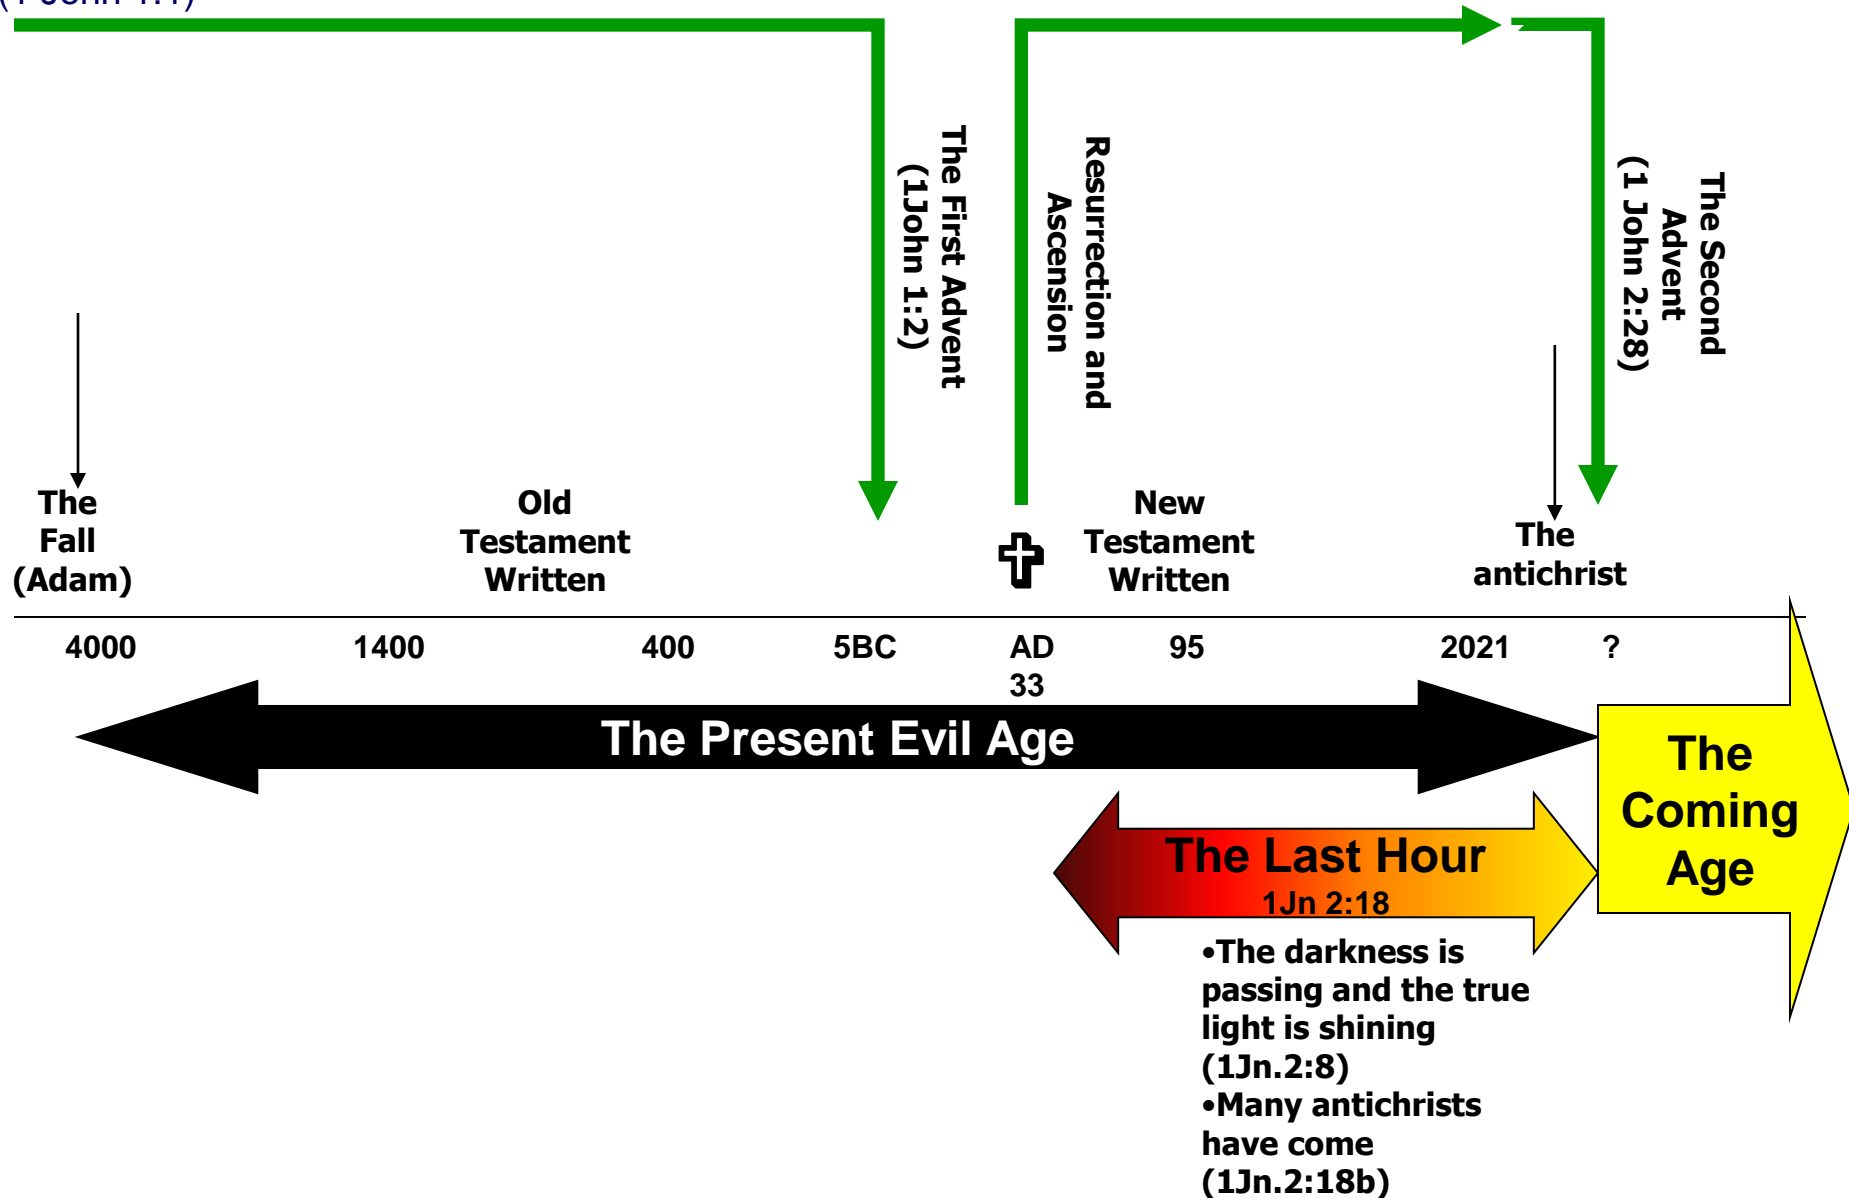 The First Advent
(1John 1:2)
Resurrection and
Ascension
The Second
Advent
(1 John 2:28)
The
Fall
(Adam)
Old
Testament
Written
New
Testament
Written
The
antichrist
4000 1400 400 5BC AD 95 2021 ?
33
The Present Evil Age
The
Coming
Age
The Last Hour
1Jn 2:18
•The darkness is
passing and the true
light is shining
(1Jn.2:8)
•Many antichrists
have come
(1Jn.2:18b)